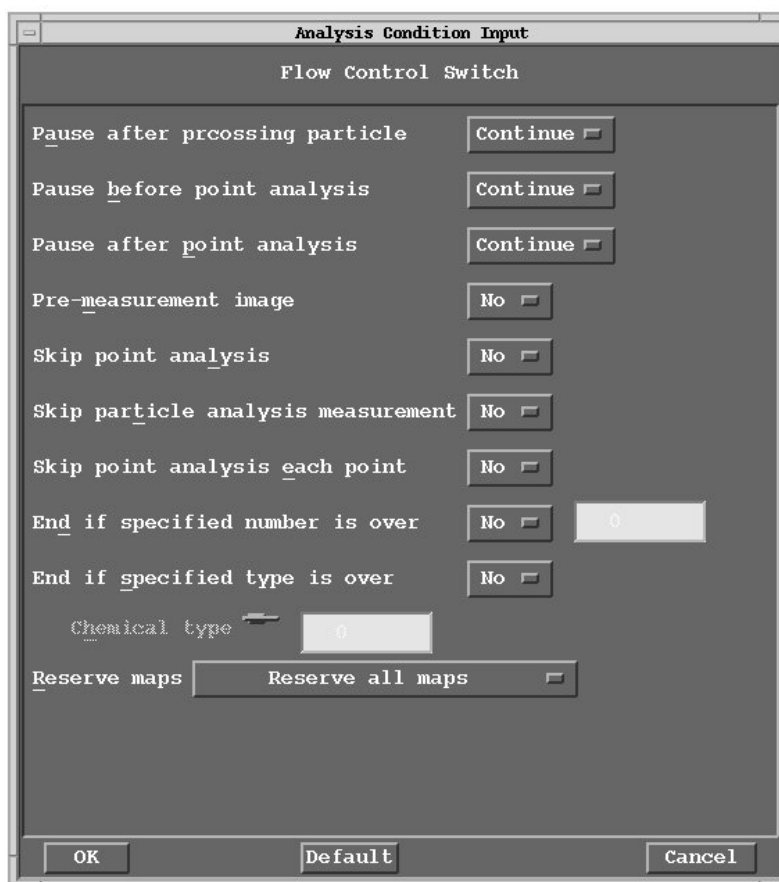 Analysis Condition Input
Flow Control Switch
Pause after prcossing particle Continue
Pause before point analysis Continue
Pause after point analysis Continue
Pre-measurement image No
Skip point analysis No
Skip particle analysis measurement No
Skip point analysis each point No
End if specified number is over No 0
End if specified type is over No
Chemical type 0
Reserve maps Reserve all maps
OK Default Cancel